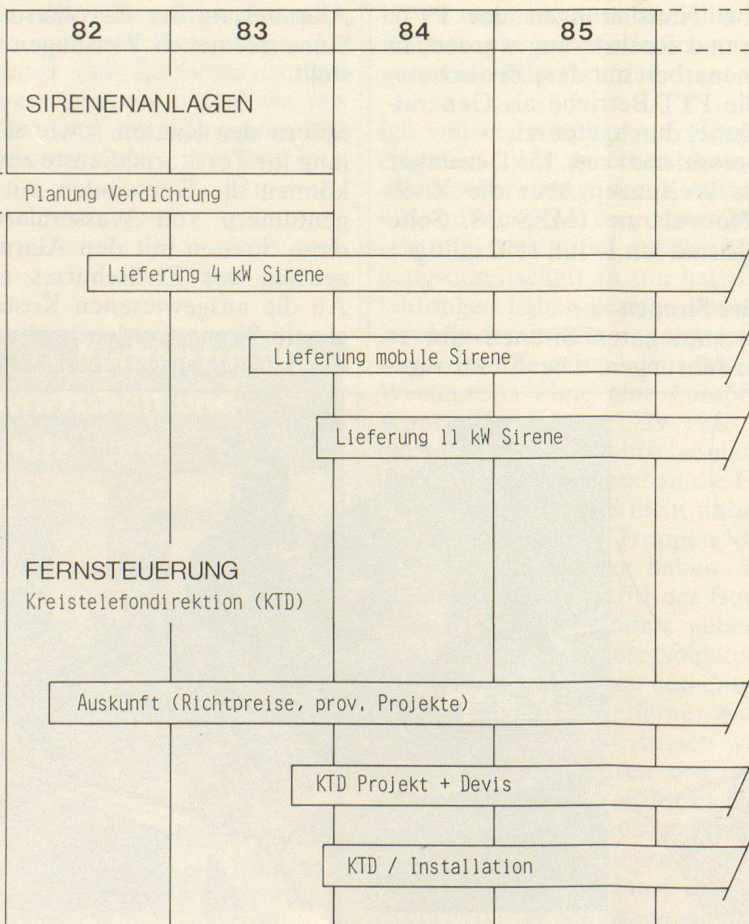 82 83 84 85
SIRENENANLAGEN
Planung Verdichtung
Lieferung 4 kW Sirene
Lieferung mobile Sirene
Lieferung 11 kW Sirene
FERNSTEUERUNG
Kreistelefondirektion (KTD)
Auskunft (Richtpreise, prov. Projekte)
KTD Projekt + Devis
KTD / Installation